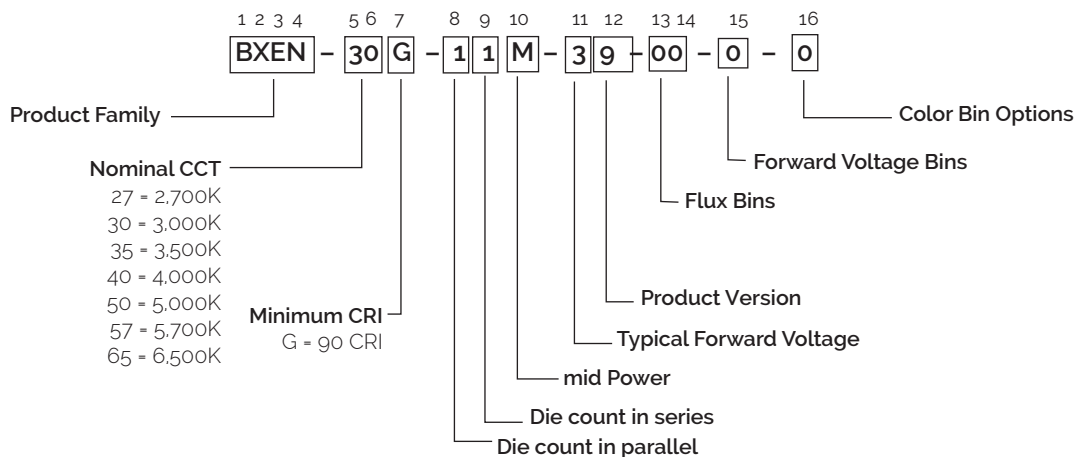 1 2 3 4 5 6 7 8 9 10 11 12 13 14 15 16
BXEN - 30 G - 1 1 M - 3 9 - 00 - 0 - 0
Product Family
Color Bin Options
Nominal CCT
Forward Voltage Bins
27 = 2,700K
30 = 3,000K
Flux Bins
35 = 3,500K
40 = 4,000K
50 = 5,000K
Product Version
57 = 5,700K
Minimum CRI
65 = 6,500K
G = 90 CRI
Typical Forward Voltage
mid Power
Die count in series
Die count in parallel